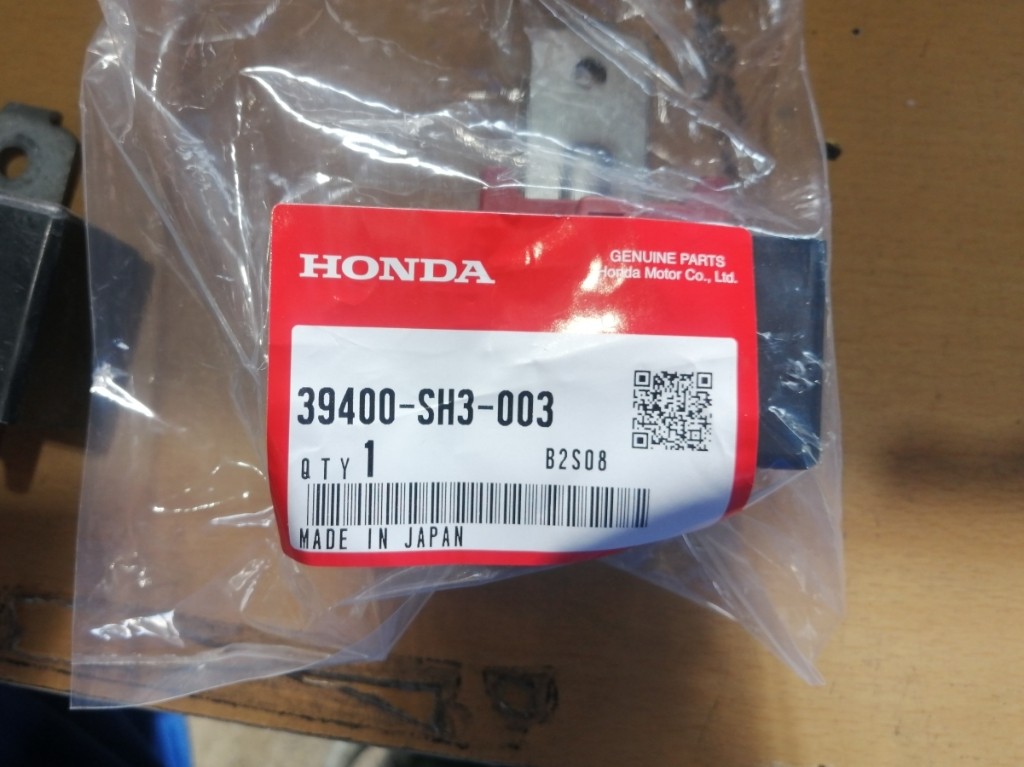 HONDA
GENUINE PARTS
Honda Motor Co., Ltd.
39400-SH3-003
QTY 1
B2S08
MADE IN JAPAN